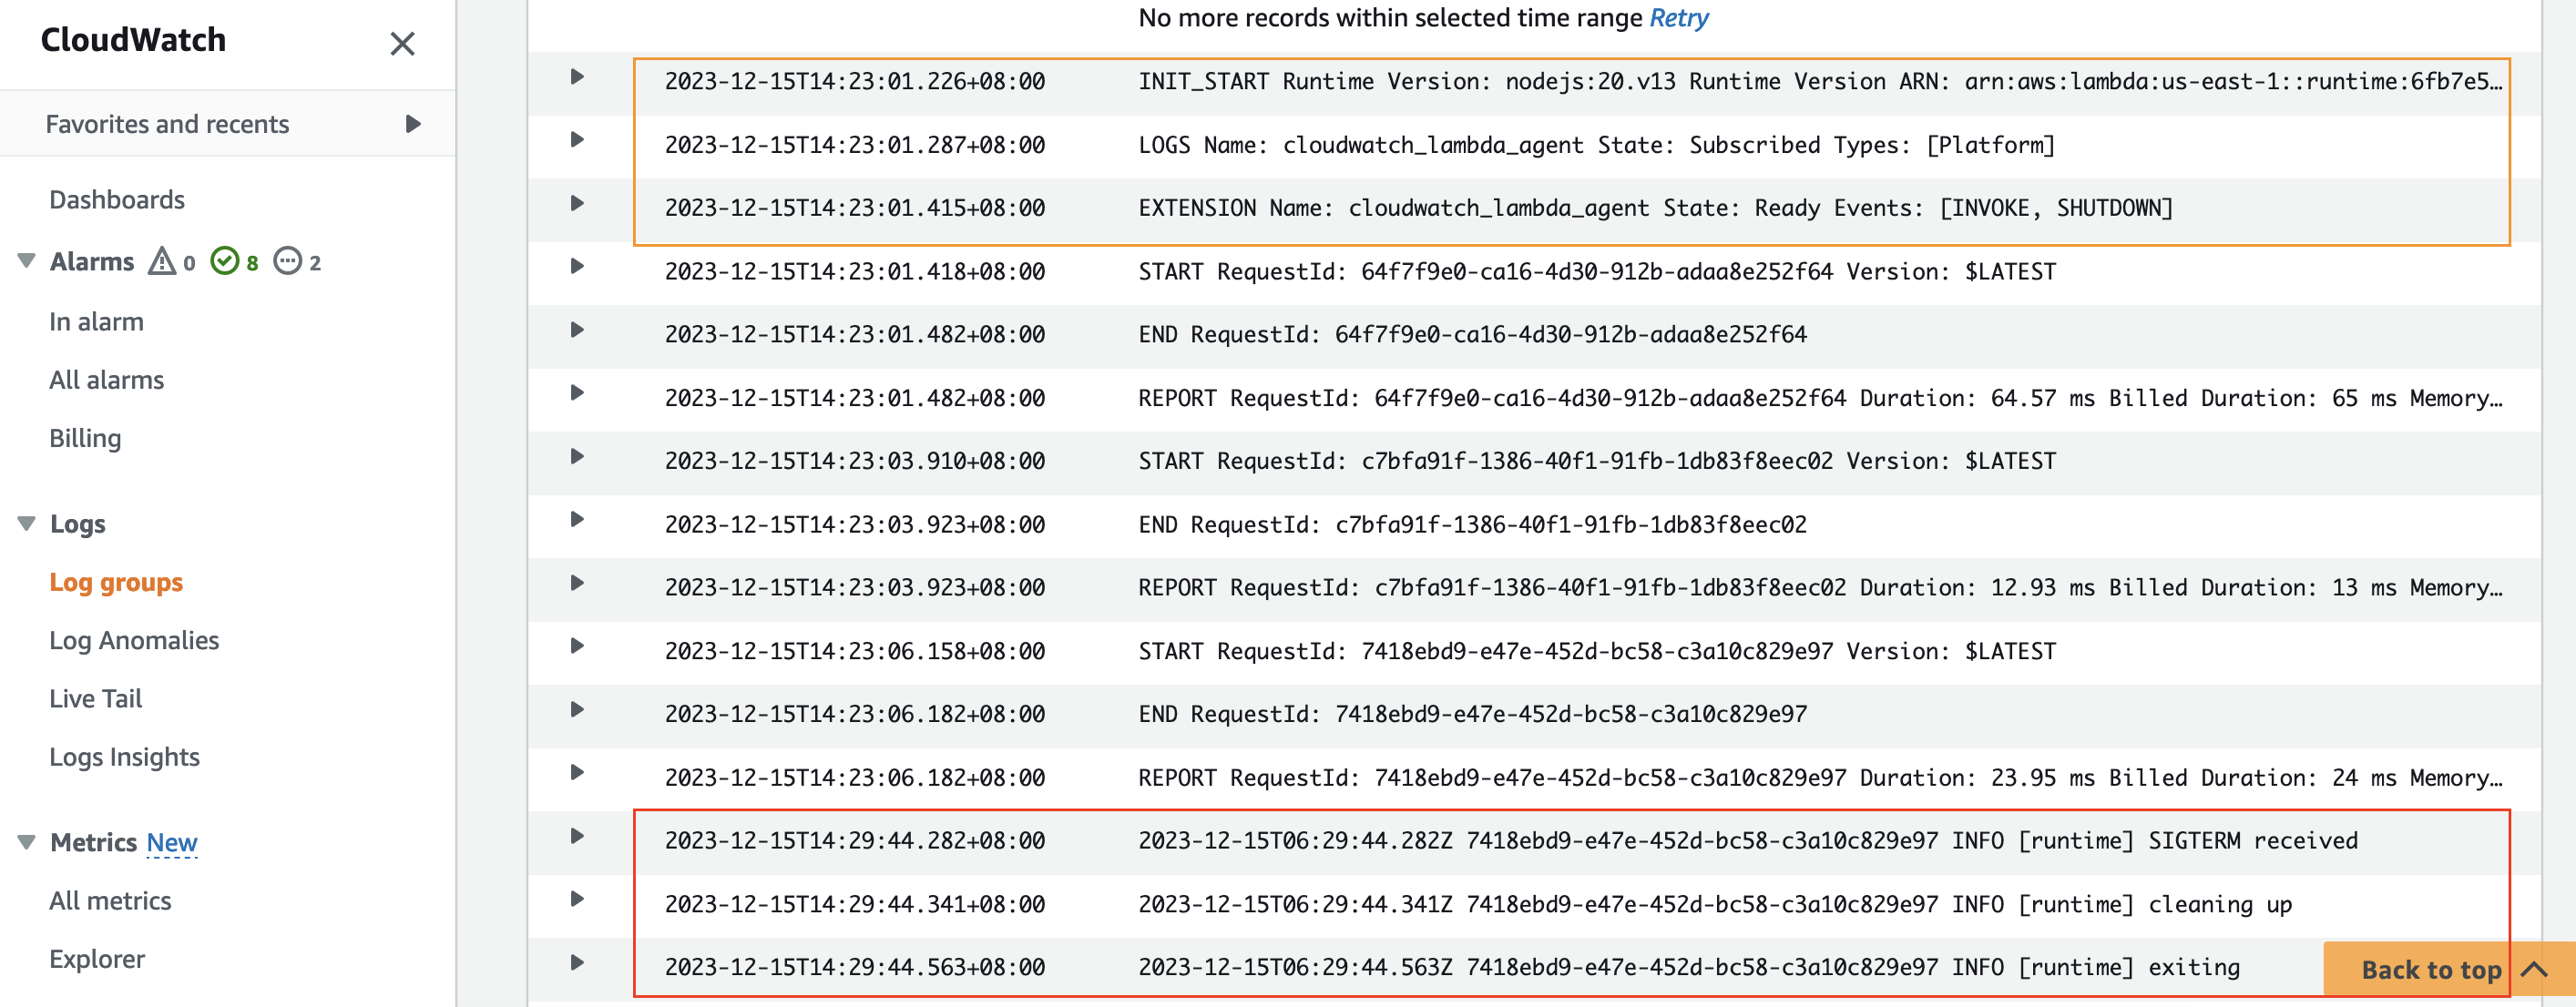 CloudWatch
Favorites and recents
Dashboards
Alarms 0 8 2
In alarm
All alarms
Billing
Logs
Log groups
Log Anomalies
Live Tail
Logs Insights
Metrics New
All metrics
Explorer
No more records within selected time range Retry
2023-12-15T14:23:01.226+08:00 INIT_START Runtime Version: nodejs:20.v13 Runtime Version ARN: arn:aws:lambda:us-east-1::runtime:6fb7e5…
2023-12-15T14:23:01.287+08:00 LOGS Name: cloudwatch_lambda_agent State: Subscribed Types: [Platform]
2023-12-15T14:23:01.415+08:00 EXTENSION Name: cloudwatch_lambda_agent State: Ready Events: [INVOKE, SHUTDOWN]
2023-12-15T14:23:01.418+08:00 START RequestId: 64f7f9e0-ca16-4d30-912b-adaa8e252f64 Version: $LATEST
2023-12-15T14:23:01.482+08:00 END RequestId: 64f7f9e0-ca16-4d30-912b-adaa8e252f64
2023-12-15T14:23:01.482+08:00 REPORT RequestId: 64f7f9e0-ca16-4d30-912b-adaa8e252f64 Duration: 64.57 ms Billed Duration: 65 ms Memory…
2023-12-15T14:23:03.910+08:00 START RequestId: c7bfa91f-1386-40f1-91fb-1db83f8eec02 Version: $LATEST
2023-12-15T14:23:03.923+08:00 END RequestId: c7bfa91f-1386-40f1-91fb-1db83f8eec02
2023-12-15T14:23:03.923+08:00 REPORT RequestId: c7bfa91f-1386-40f1-91fb-1db83f8eec02 Duration: 12.93 ms Billed Duration: 13 ms Memory…
2023-12-15T14:23:06.158+08:00 START RequestId: 7418ebd9-e47e-452d-bc58-c3a10c829e97 Version: $LATEST
2023-12-15T14:23:06.182+08:00 END RequestId: 7418ebd9-e47e-452d-bc58-c3a10c829e97
2023-12-15T14:23:06.182+08:00 REPORT RequestId: 7418ebd9-e47e-452d-bc58-c3a10c829e97 Duration: 23.95 ms Billed Duration: 24 ms Memory…
2023-12-15T14:29:44.282+08:00 2023-12-15T06:29:44.282Z 7418ebd9-e47e-452d-bc58-c3a10c829e97 INFO [runtime] SIGTERM received
2023-12-15T14:29:44.341+08:00 2023-12-15T06:29:44.341Z 7418ebd9-e47e-452d-bc58-c3a10c829e97 INFO [runtime] cleaning up
2023-12-15T14:29:44.563+08:00 2023-12-15T06:29:44.563Z 7418ebd9-e47e-452d-bc58-c3a10c829e97 INFO [runtime] exiting
Back to top